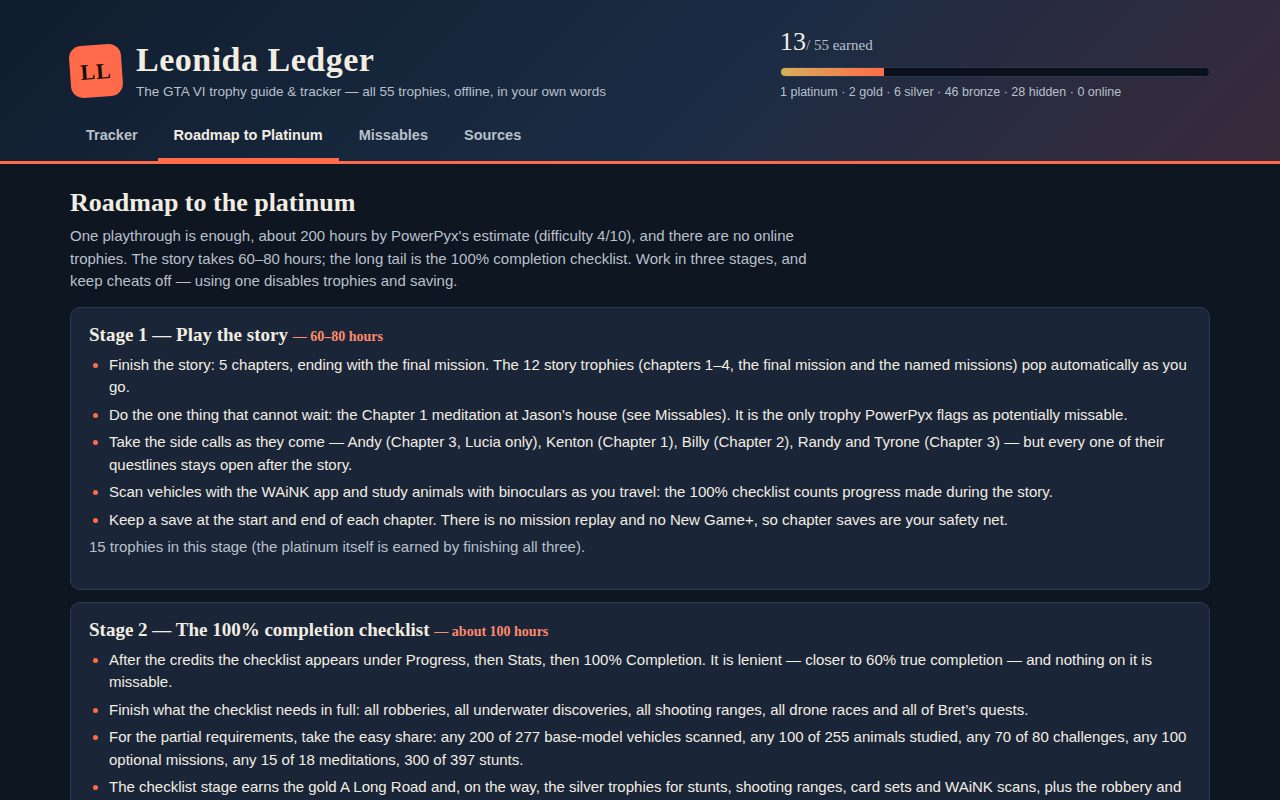 LL
Leonida Ledger
The GTA VI trophy guide & tracker — all 55 trophies, offline, in your own words
13/ 55 earned
1 platinum · 2 gold · 6 silver · 46 bronze · 28 hidden · 0 online
Tracker
Roadmap to Platinum
Missables
Sources
Roadmap to the platinum
One playthrough is enough, about 200 hours by PowerPyx's estimate (difficulty 4/10), and there are no online
trophies. The story takes 60–80 hours; the long tail is the 100% completion checklist. Work in three stages, and
keep cheats off — using one disables trophies and saving.
Stage 1 — Play the story — 60–80 hours
Finish the story: 5 chapters, ending with the final mission. The 12 story trophies (chapters 1–4, the final mission and the named missions) pop automatically as you
go.
Do the one thing that cannot wait: the Chapter 1 meditation at Jason's house (see Missables). It is the only trophy PowerPyx flags as potentially missable.
Take the side calls as they come — Andy (Chapter 3, Lucia only), Kenton (Chapter 1), Billy (Chapter 2), Randy and Tyrone (Chapter 3) — but every one of their
questlines stays open after the story.
Scan vehicles with the WAiNK app and study animals with binoculars as you travel: the 100% checklist counts progress made during the story.
Keep a save at the start and end of each chapter. There is no mission replay and no New Game+, so chapter saves are your safety net.
15 trophies in this stage (the platinum itself is earned by finishing all three).
Stage 2 — The 100% completion checklist — about 100 hours
After the credits the checklist appears under Progress, then Stats, then 100% Completion. It is lenient — closer to 60% true completion — and nothing on it is
missable.
Finish what the checklist needs in full: all robberies, all underwater discoveries, all shooting ranges, all drone races and all of Bret's quests.
For the partial requirements, take the easy share: any 200 of 277 base-model vehicles scanned, any 100 of 255 animals studied, any 70 of 80 challenges, any 100
optional missions, any 15 of 18 meditations, 300 of 397 stunts.
The checklist stage earns the gold A Long Road and, on the way, the silver trophies for stunts, shooting ranges, card sets and WAiNK scans, plus the robbery and